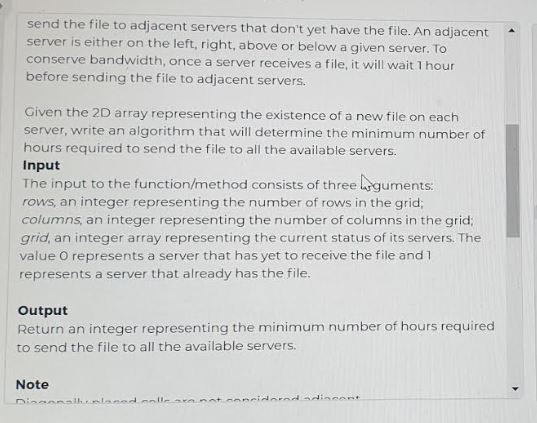 send the file to adjacent servers that don't yet have the file. An adjacent
server is either on the left, right, above or below a given server. To
conserve bandwidth, once a server receives a file, it will wait 1 hour
before sending the file to adjacent servers.
Given the 2D array representing the existence of a new file on each
server, write an algorithm that will determine the minimum number of
hours required to send the file to all the available servers.
Input
The input to the function/method consists of three arguments:
rows, an integer representing the number of rows in the grid;
columns, an integer representing the number of columns in the grid;
grid, an integer array representing the current status of its servers. The
value 0 represents a server that has yet to receive the file and 1
represents a server that already has the file.
Output
Return an integer representing the minimum number of hours required
to send the file to all the available servers.
Note
Diagonally placed cells are not considered adjacent